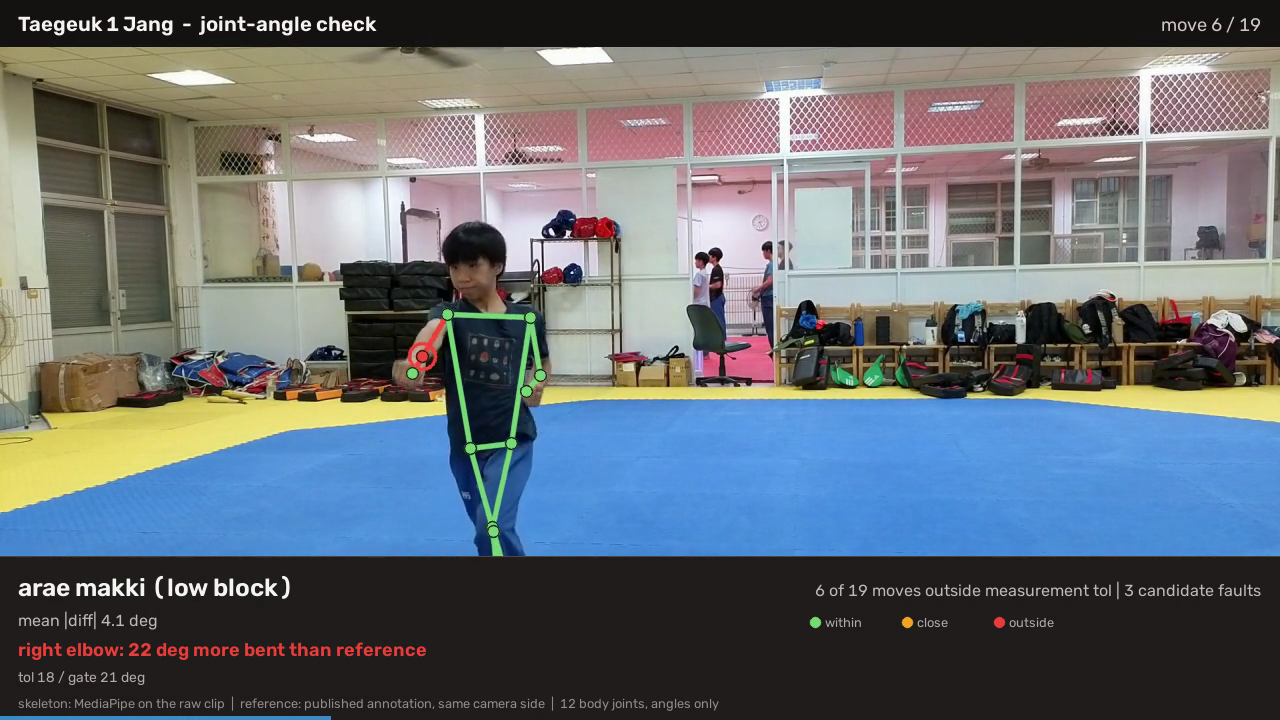 Taegeuk 1 Jang - joint-angle check
move 6 / 19
arae makki (low block)
6 of 19 moves outside measurement tol | 3 candidate faults
mean |diff| 4.1 deg
within close outside
right elbow: 22 deg more bent than reference
tol 18 / gate 21 deg
skeleton: MediaPipe on the raw clip | reference: published annotation, same camera side | 12 body joints, angles only